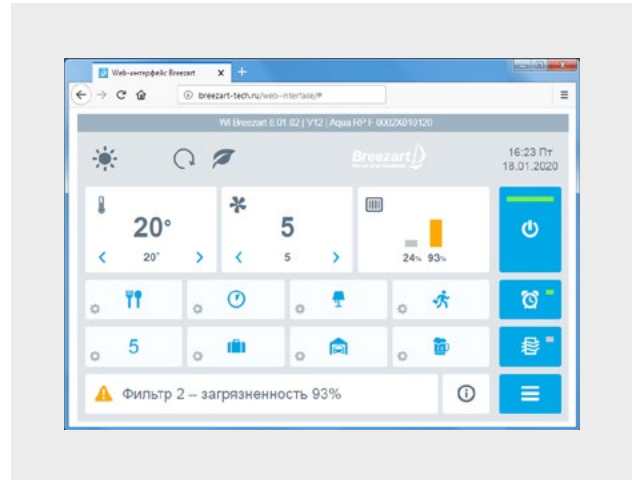 Web-интерфейс Breezart
breezart-tech.ru/web-interface/#
WI Breezart 6.01.02 | V12 | Aqua RP F 0002X010120
Breezart
16:23 Пт
18.01.2020
20°
5
20°
5
24% 93%
5
Фильтр 2 – загрязненность 93%